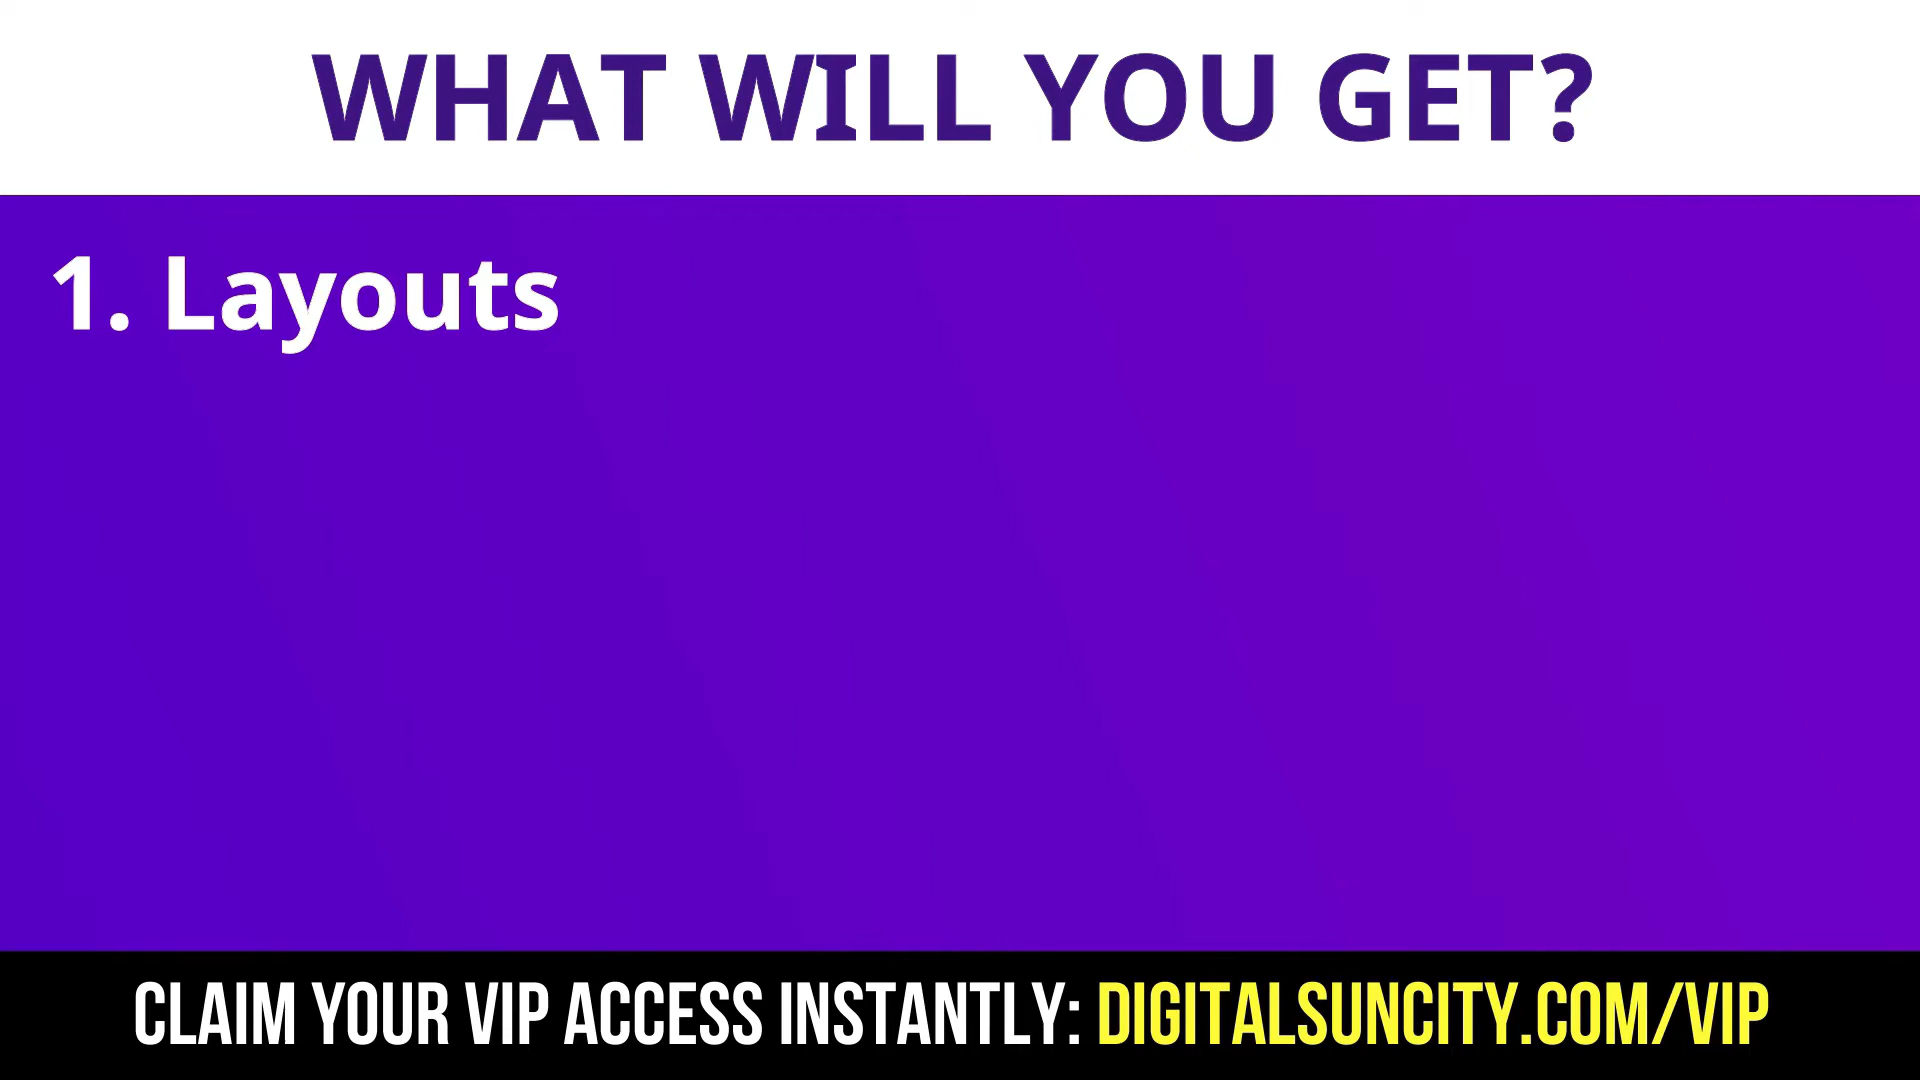 WHAT WILL YOU GET?
1. Layouts
CLAIM YOUR VIP ACCESS INSTANTLY: DIGITALSUNCITY.COM/VIP